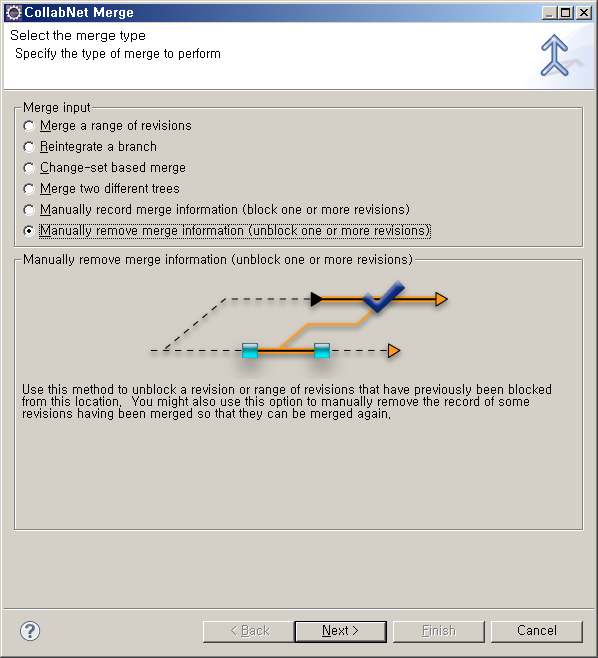 CollabNet Merge
Select the merge type
Specify the type of merge to perform
Merge input
Merge a range of revisions
Reintegrate a branch
Change-set based merge
Merge two different trees
Manually record merge information (block one or more revisions)
Manually remove merge information (unblock one or more revisions)
Manually remove merge information (unblock one or more revisions)
Use this method to unblock a revision or range of revisions that have previously been blocked
from this location.  You might also use this option to manually remove the record of some
revisions having been merged so that they can be merged again.
?
< Back
Next >
Finish
Cancel